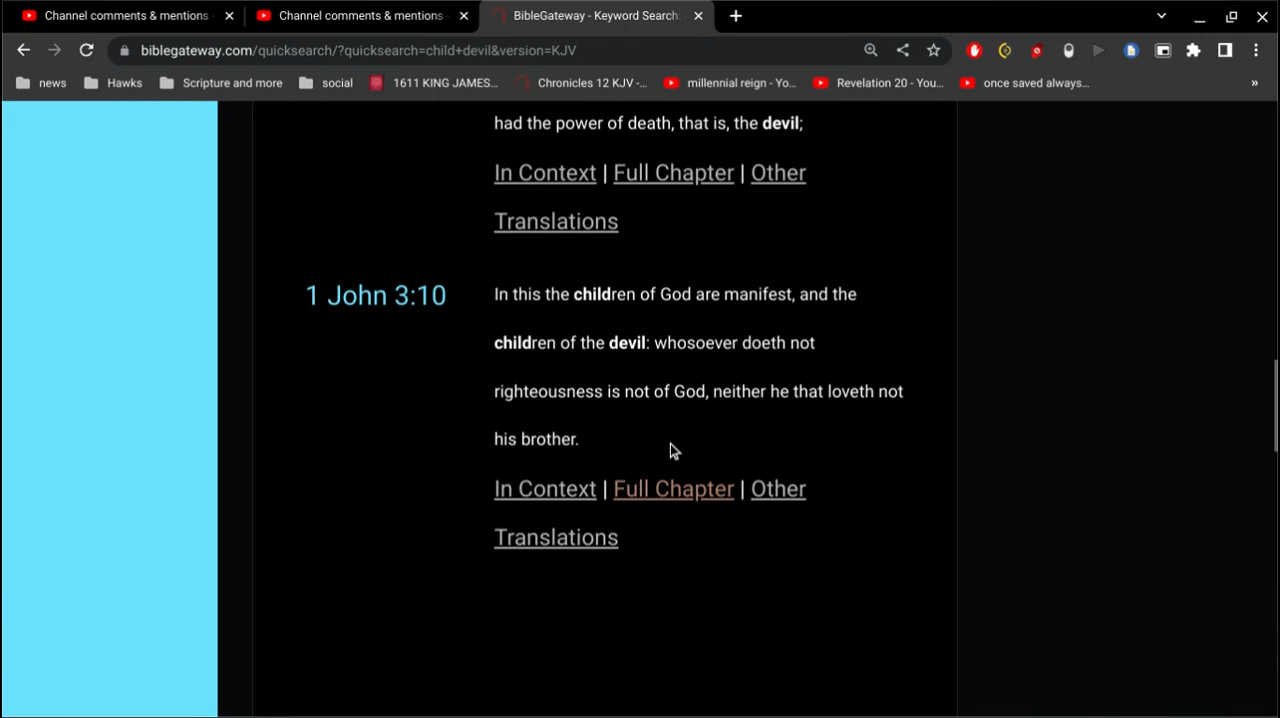 Channel comments & mentions
Channel comments & mentions
BibleGateway - Keyword Search:
biblegateway.com/quicksearch/?quicksearch=child+devil&version=KJV
news
Hawks
Scripture and more
social
1611 KING JAMES...
Chronicles 12 KJV -...
millennial reign - Yo...
Revelation 20 - You...
once saved always...
»
had the power of death, that is, the devil;
In Context | Full Chapter | Other
Translations
1 John 3:10
In this the children of God are manifest, and the
children of the devil: whosoever doeth not
righteousness is not of God, neither he that loveth not
his brother.
In Context | Full Chapter | Other
Translations